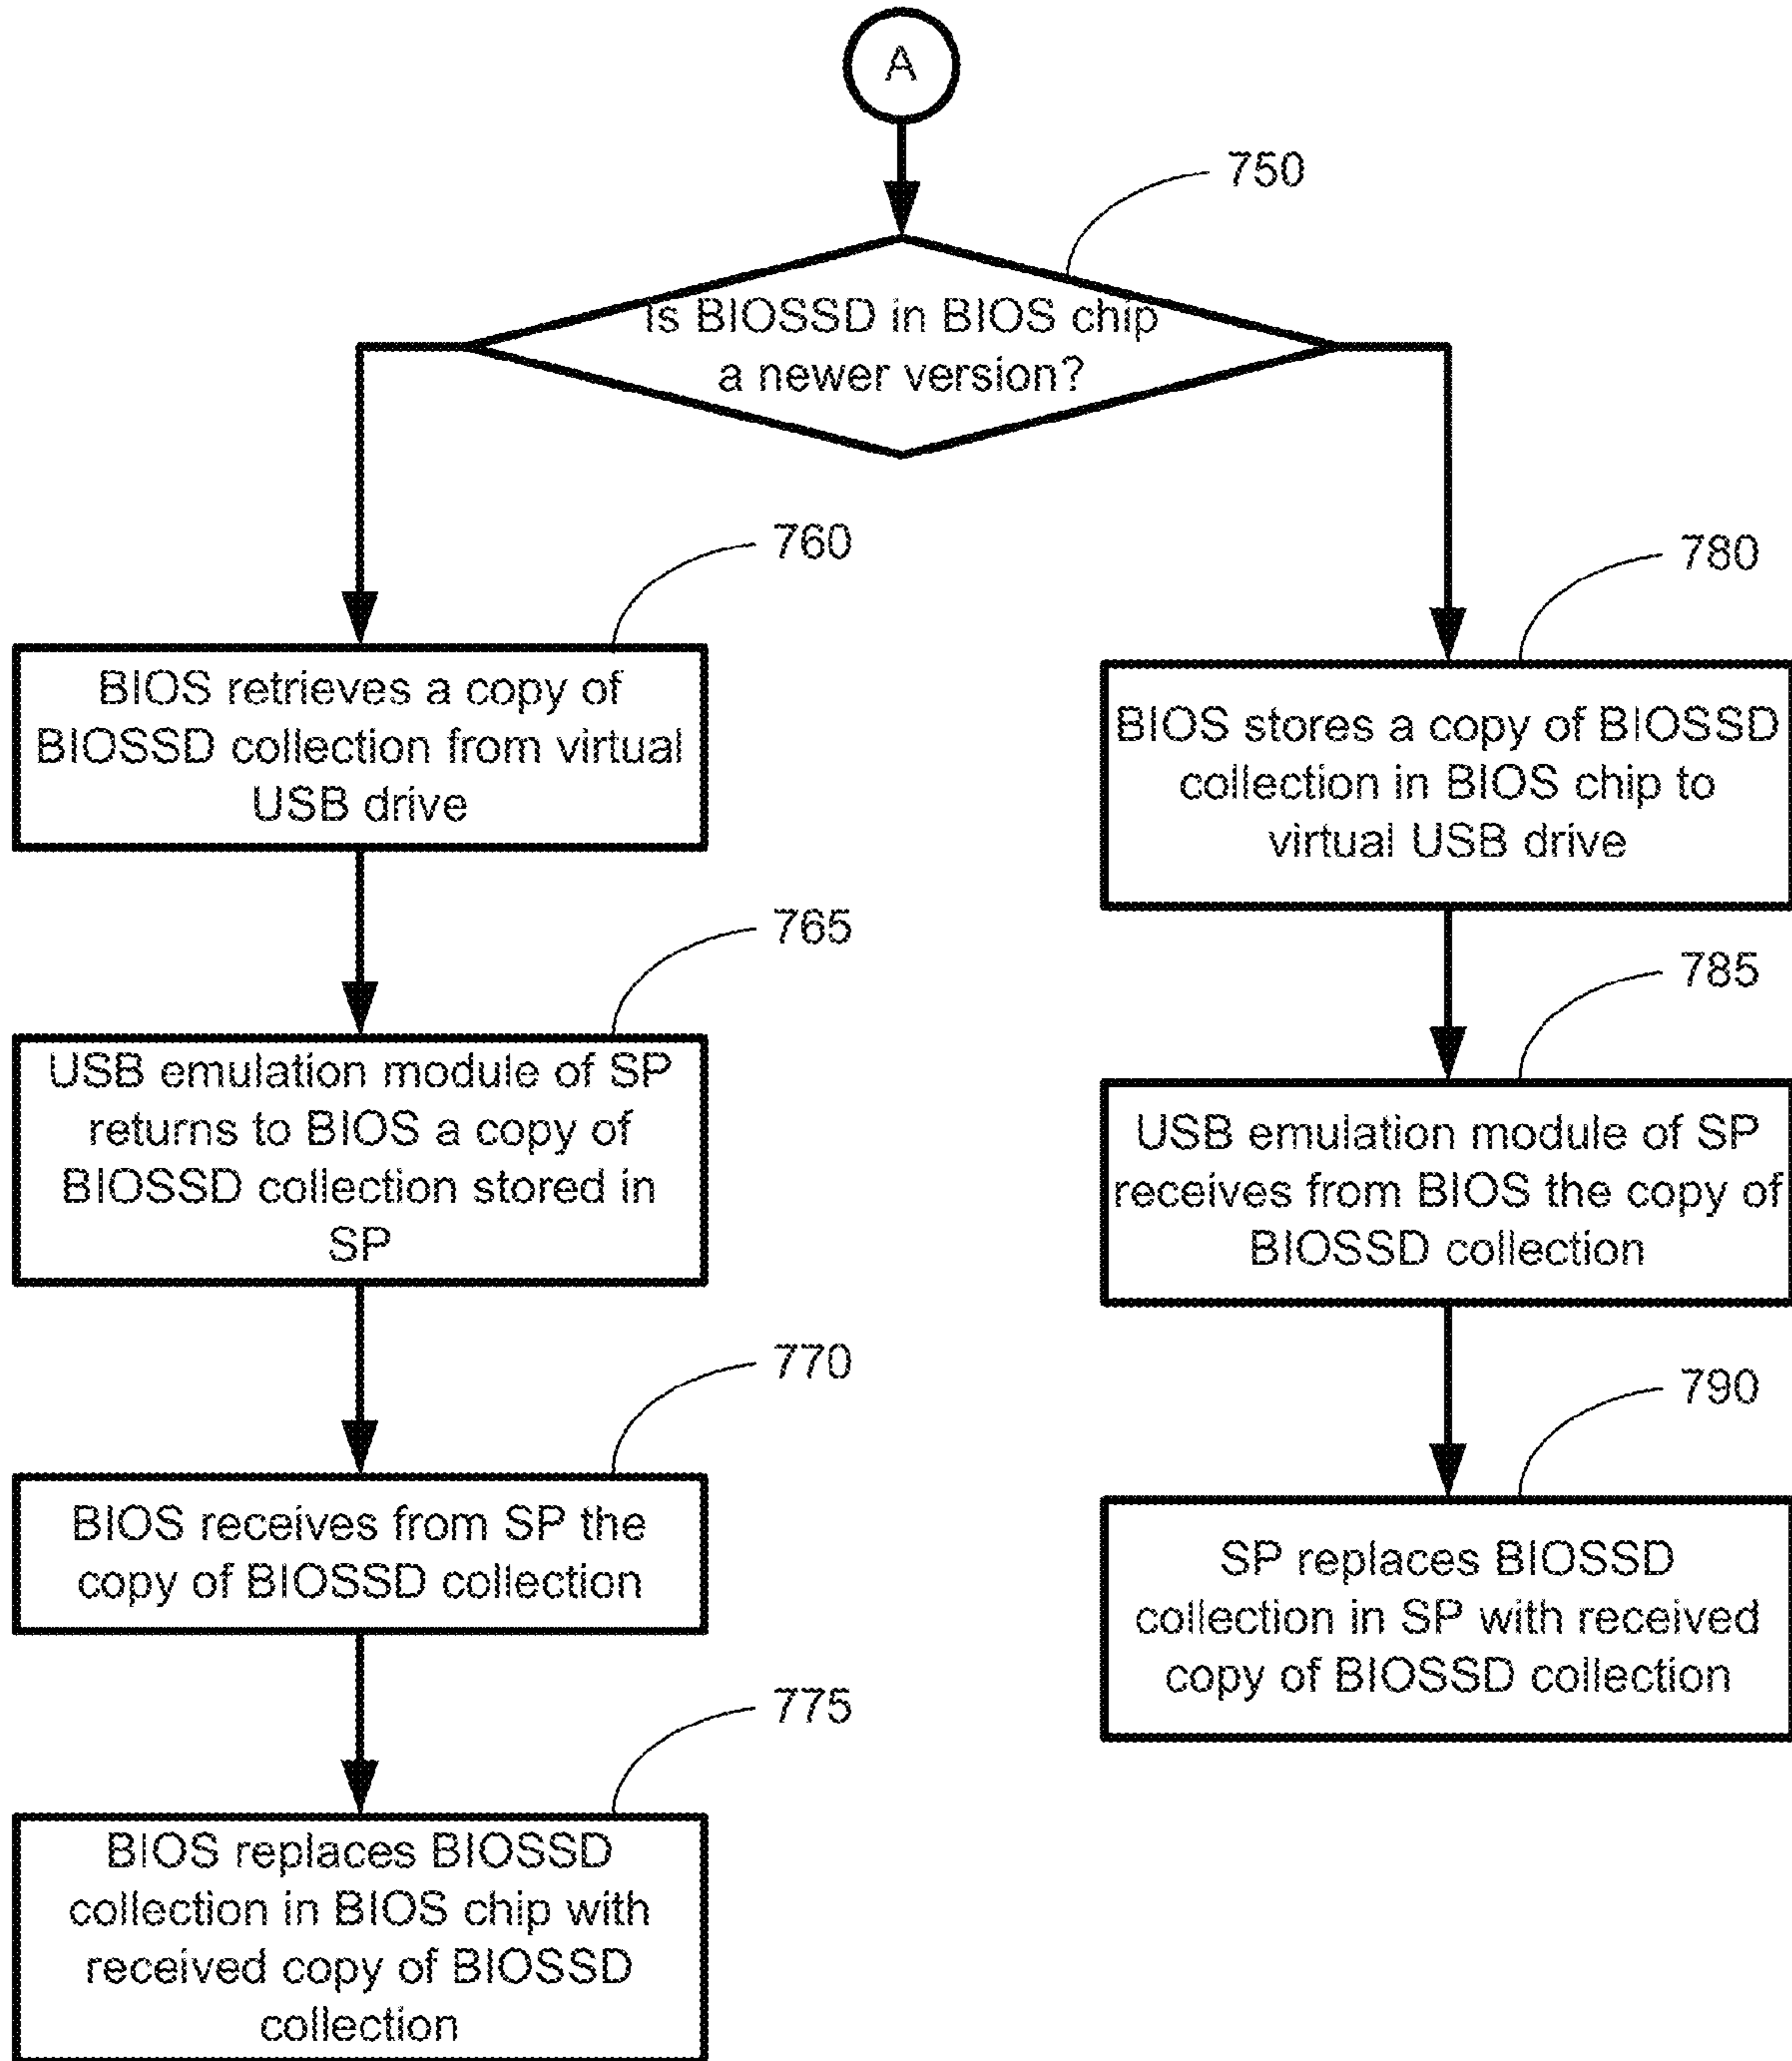 A
750
Is BIOSSD in BIOS chip
a newer version?
760
BIOS retrieves a copy of
BIOSSD collection from virtual
USB drive
765
USB emulation module of SP
returns to BIOS a copy of
BIOSSD collection stored in
SP
770
BIOS receives from SP the
copy of BIOSSD collection
775
BIOS replaces BIOSSD
collection in BIOS chip with
received copy of BIOSSD
collection
780
BIOS stores a copy of BIOSSD
collection in BIOS chip to
virtual USB drive
785
USB emulation module of SP
receives from BIOS the copy of
BIOSSD collection
790
SP replaces BIOSSD
collection in SP with received
copy of BIOSSD collection